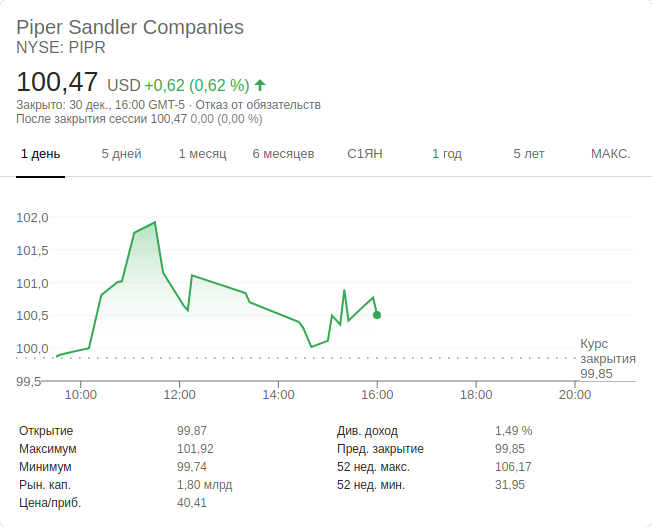 Piper Sandler Companies
NYSE: PIPR
100,47 USD +0,62 (0,62 %)
Закрыто: 30 дек., 16:00 GMT-5 · Отказ от обязательств
После закрытия сессии 100,47 0,00 (0,00 %)
1 день 5 дней 1 месяц 6 месяцев С1ЯН 1 год 5 лет МАКС.
102,0
101,5
101,0
100,5
100,0
99,5
Курс
закрытия
99,85
10:00 12:00 14:00 16:00 18:00 20:00
Открытие 99,87 Див. доход 1,49 %
Максимум 101,92 Пред. закрытие 99,85
Минимум 99,74 52 нед. макс. 106,17
Рын. кап. 1,80 млрд 52 нед. мин. 31,95
Цена/приб. 40,41